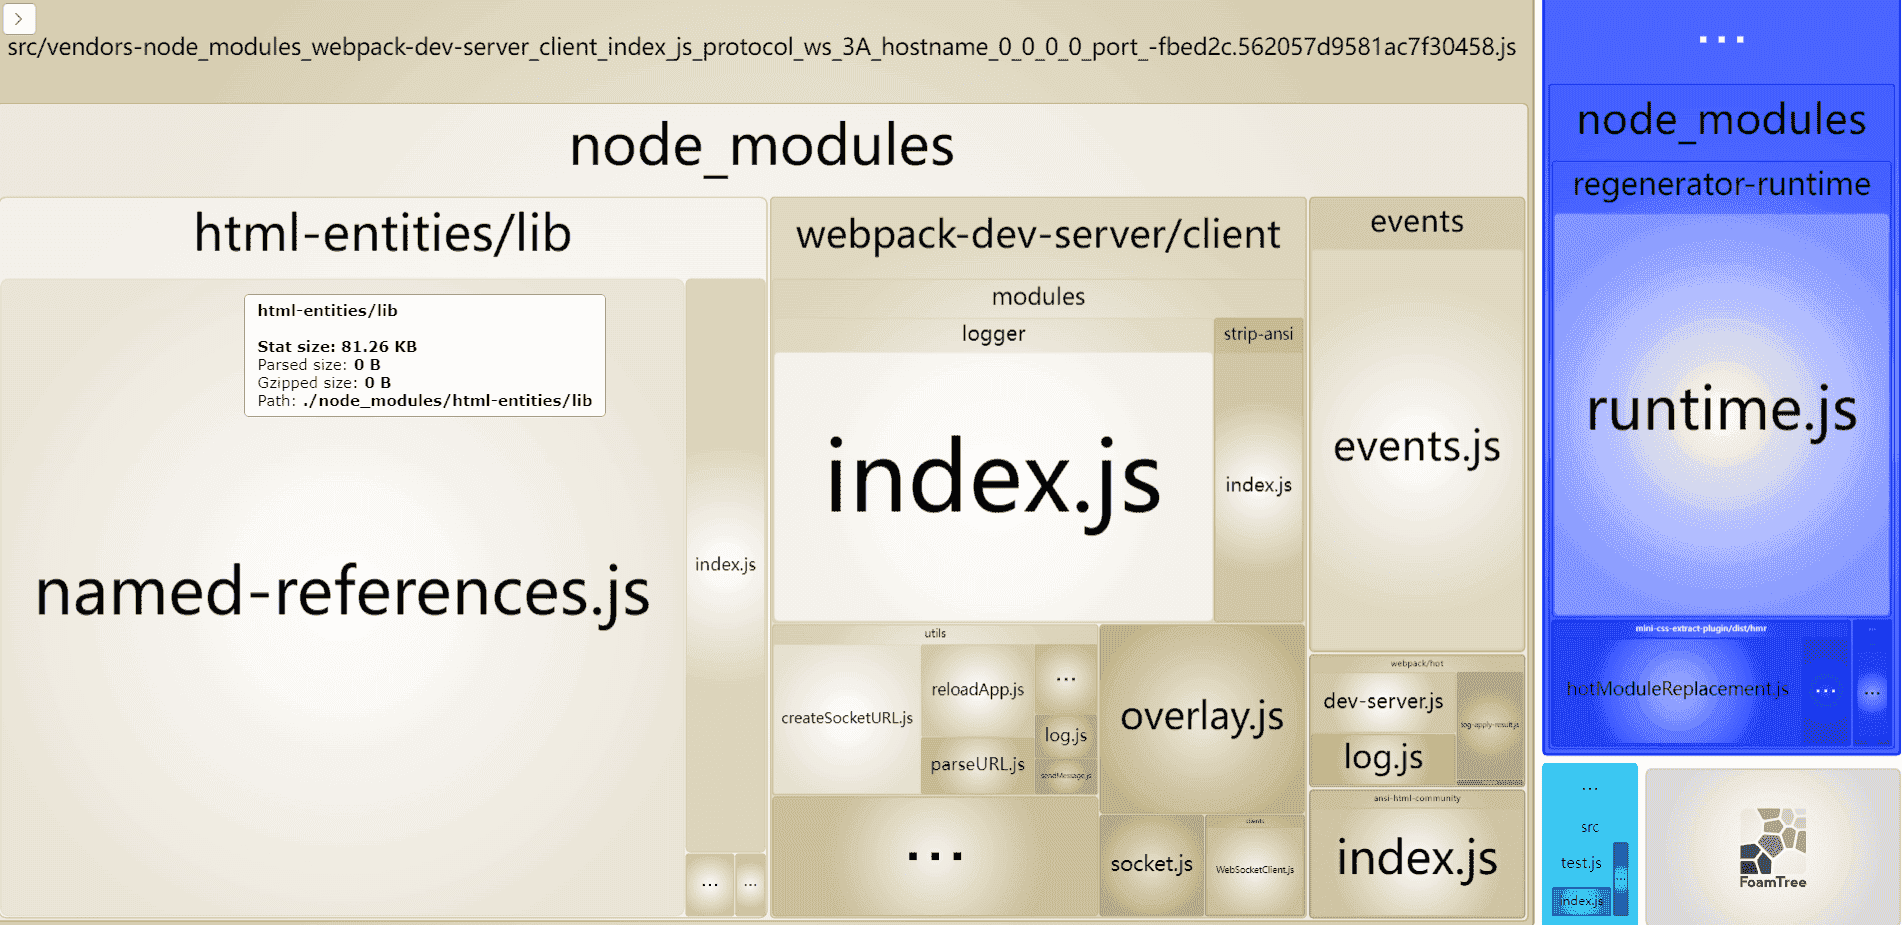 src/vendors-node_modules_webpack-dev-server_client_index_js_protocol_ws_3A_hostname_0_0_0_0_port_-fbed2c.562057d9581ac7f30458.js
node_modules
html-entities/lib
html-entities/lib
Stat size: 81.26 KB
Parsed size: 0 B
Gzipped size: 0 B
Path: ./node_modules/html-entities/lib
named-references.js
index.js
...
...
webpack-dev-server/client
modules
logger
index.js
strip-ansi
index.js
utils
createSocketURL.js
reloadApp.js
parseURL.js
...
log.js
sendMessage.js
...
overlay.js
socket.js
clients
WebSocketClient.js
events
events.js
webpack/hot
dev-server.js
log.js
log-apply-result.js
ansi-html-community
index.js
...
node_modules
regenerator-runtime
runtime.js
mini-css-extract-plugin/dist/hmr
hotModuleReplacement.js
...
...
...
...
src
test.js
index.js
...
FoamTree